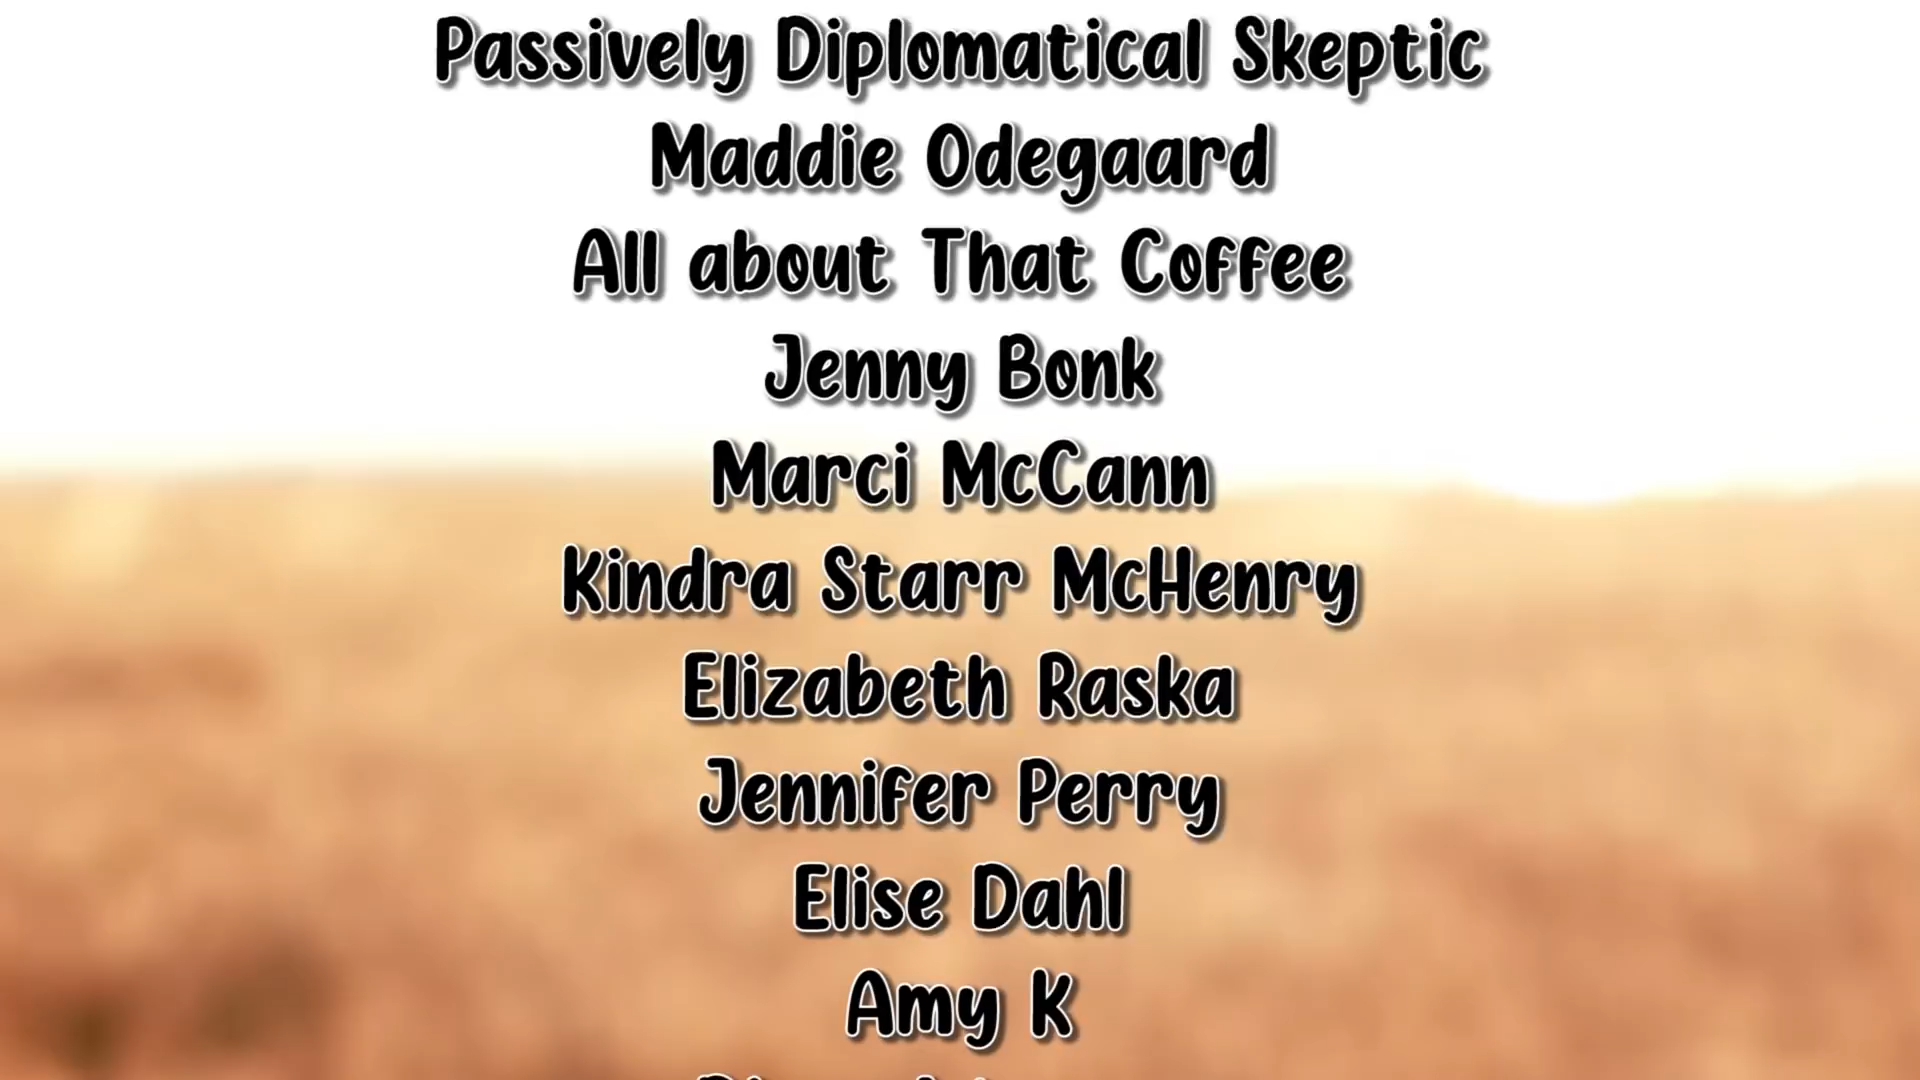 Passively Diplomatical Skeptic
Maddie Odegaard
All about That Coffee
Jenny Bonk
Marci McCann
Kindra Starr McHenry
Elizabeth Raska
Jennifer Perry
Elise Dahl
Amy K